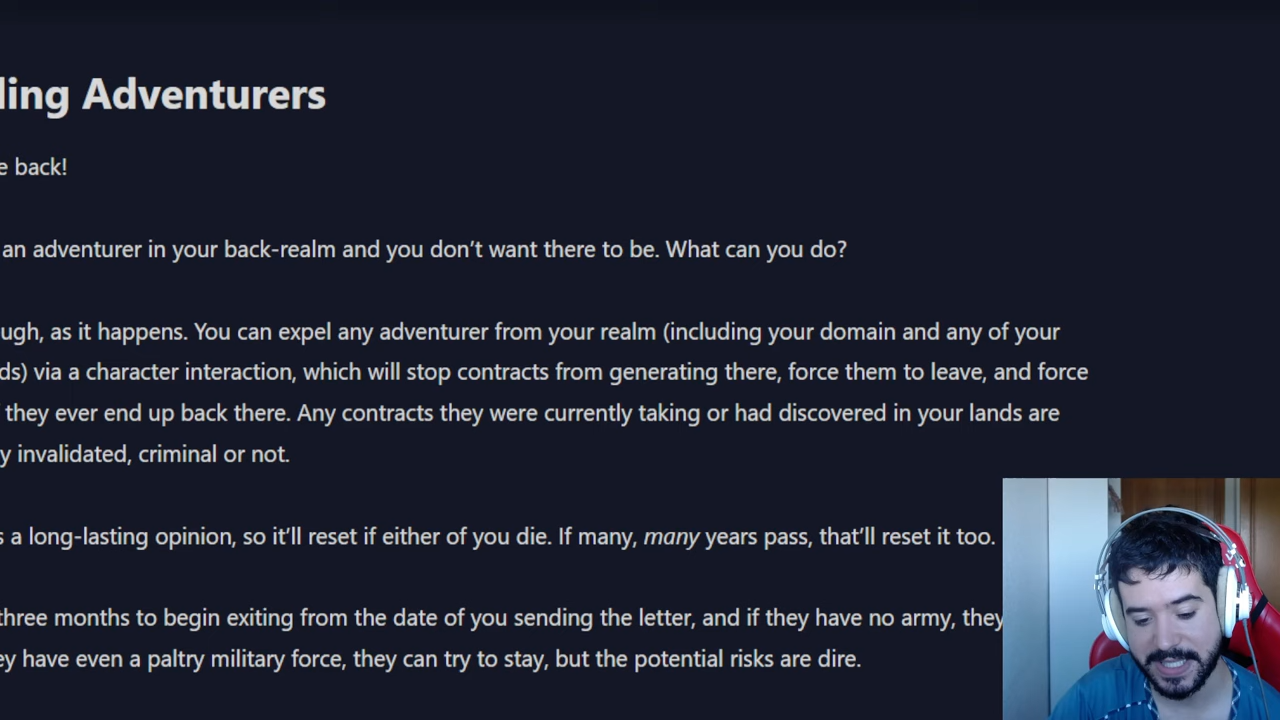 ling Adventurers
e back!
an adventurer in your back-realm and you don’t want there to be. What can you do?
ugh, as it happens. You can expel any adventurer from your realm (including your domain and any of your
ds) via a character interaction, which will stop contracts from generating there, force them to leave, and force
they ever end up back there. Any contracts they were currently taking or had discovered in your lands are
y invalidated, criminal or not.
s a long-lasting opinion, so it’ll reset if either of you die. If many, many years pass, that’ll reset it too.
three months to begin exiting from the date of you sending the letter, and if they have no army, they
ey have even a paltry military force, they can try to stay, but the potential risks are dire.